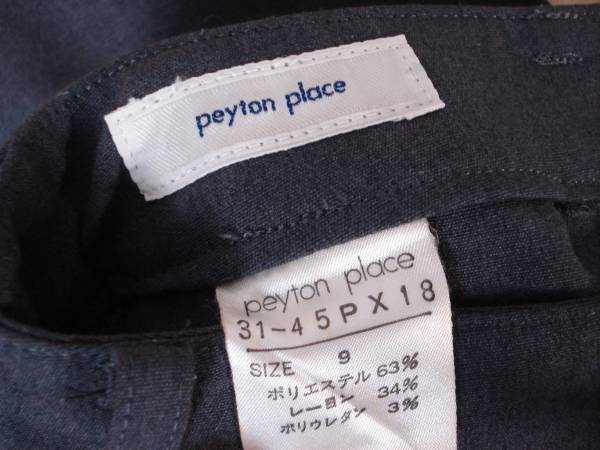 peyton place
peyton place
31-45PX18
SIZE 9
ポリエステル 63%
レーヨン 34%
ポリウレタン 3%